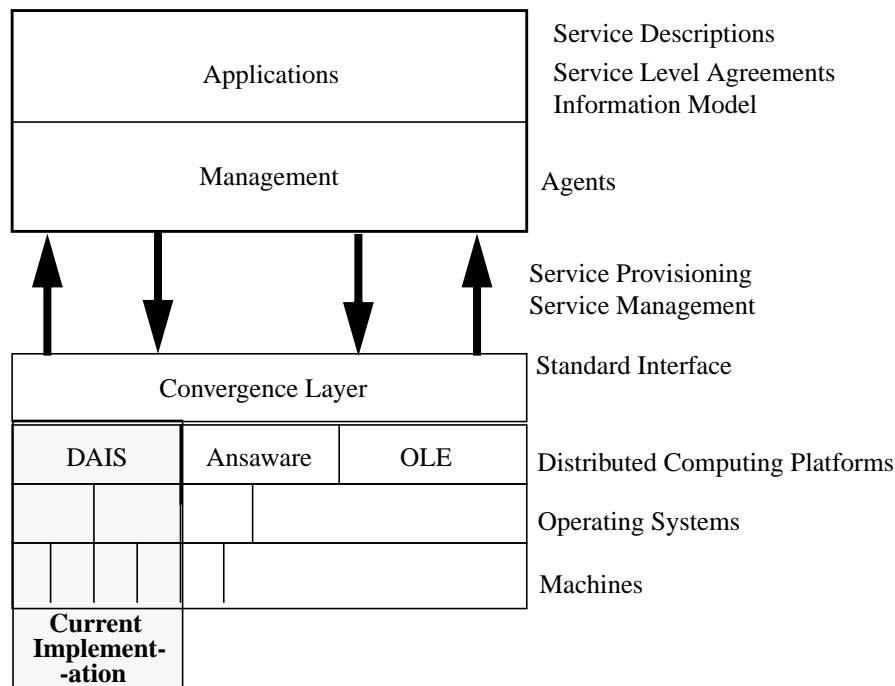 Service Descriptions
Applications
Service Level Agreements
Information Model
Management
Agents
Service Provisioning
Service Management
Standard Interface
Convergence Layer
DAIS
Ansaware
OLE
Distributed Computing Platforms
Operating Systems
Machines
Current
Implement-
-ation